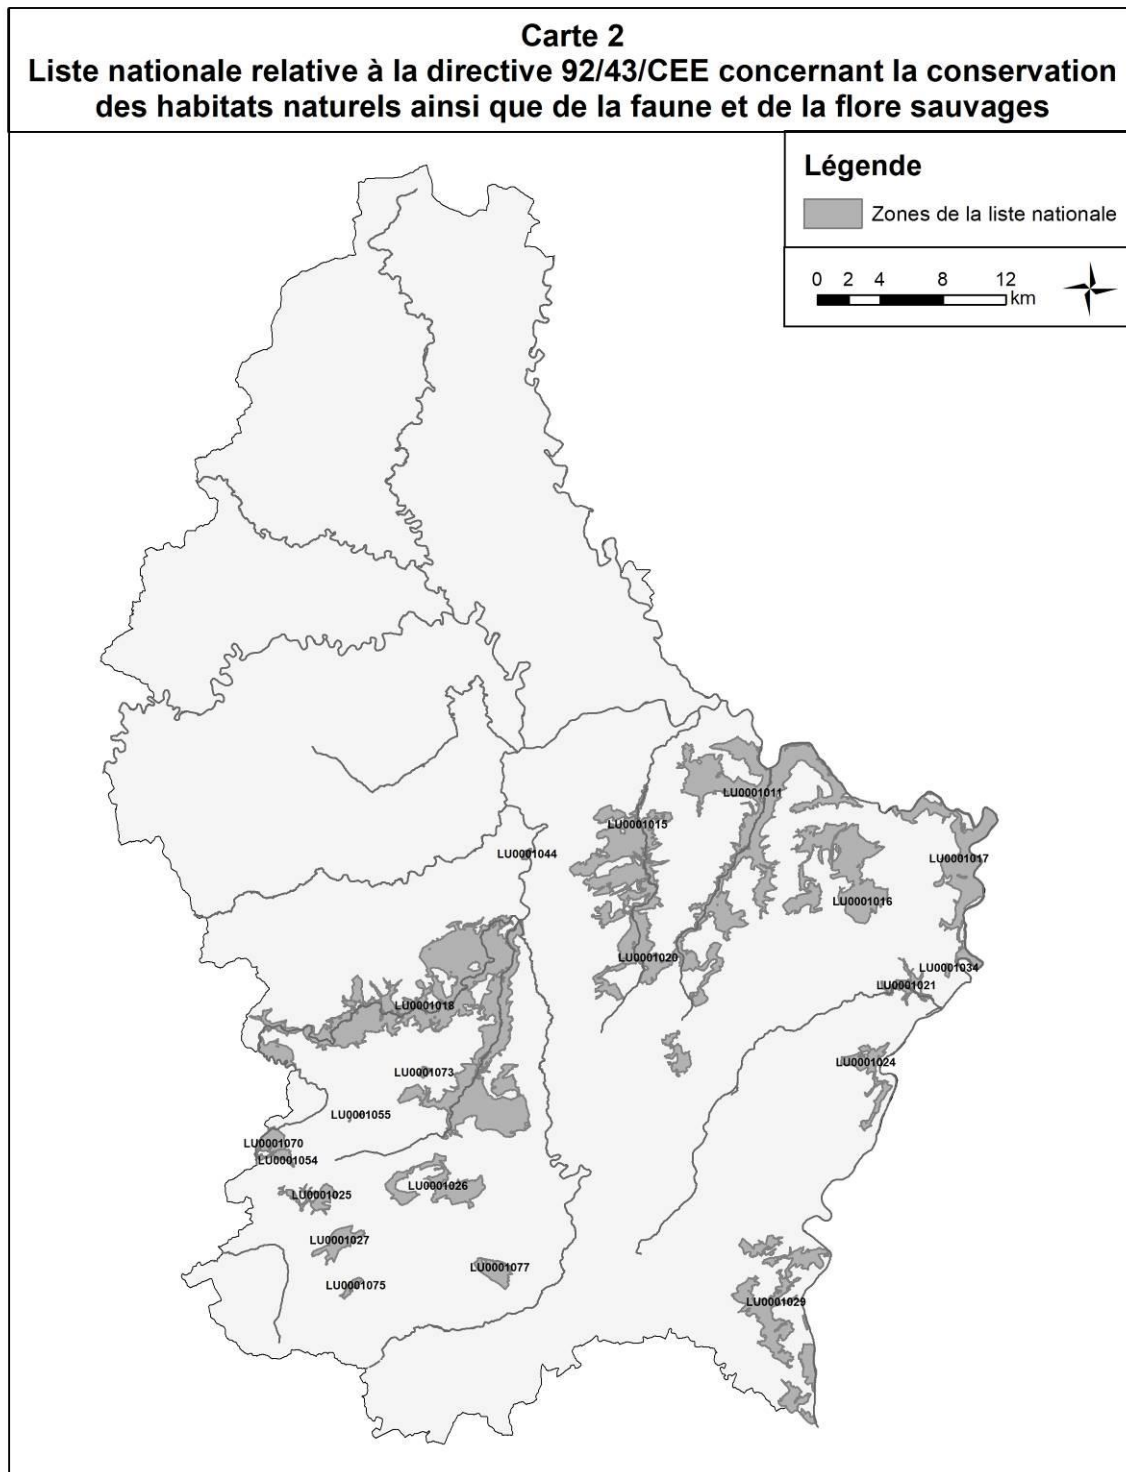 Carte 2
Liste nationale relative à la directive 92/43/CEE concernant la conservation
des habitats naturels ainsi que de la faune et de la flore sauvages
Légende
Zones de la liste nationale
0 2 4 8 12
km
LU0001011
LU0001015
LU0001044
LU0001017
LU0001016
LU0001020
LU0001034
LU0001021
LU0001018
LU0001024
LU0001073
LU0001055
LU0001070
LU0001054
LU0001026
LU0001025
LU0001027
LU0001077
LU0001075
LU0001029